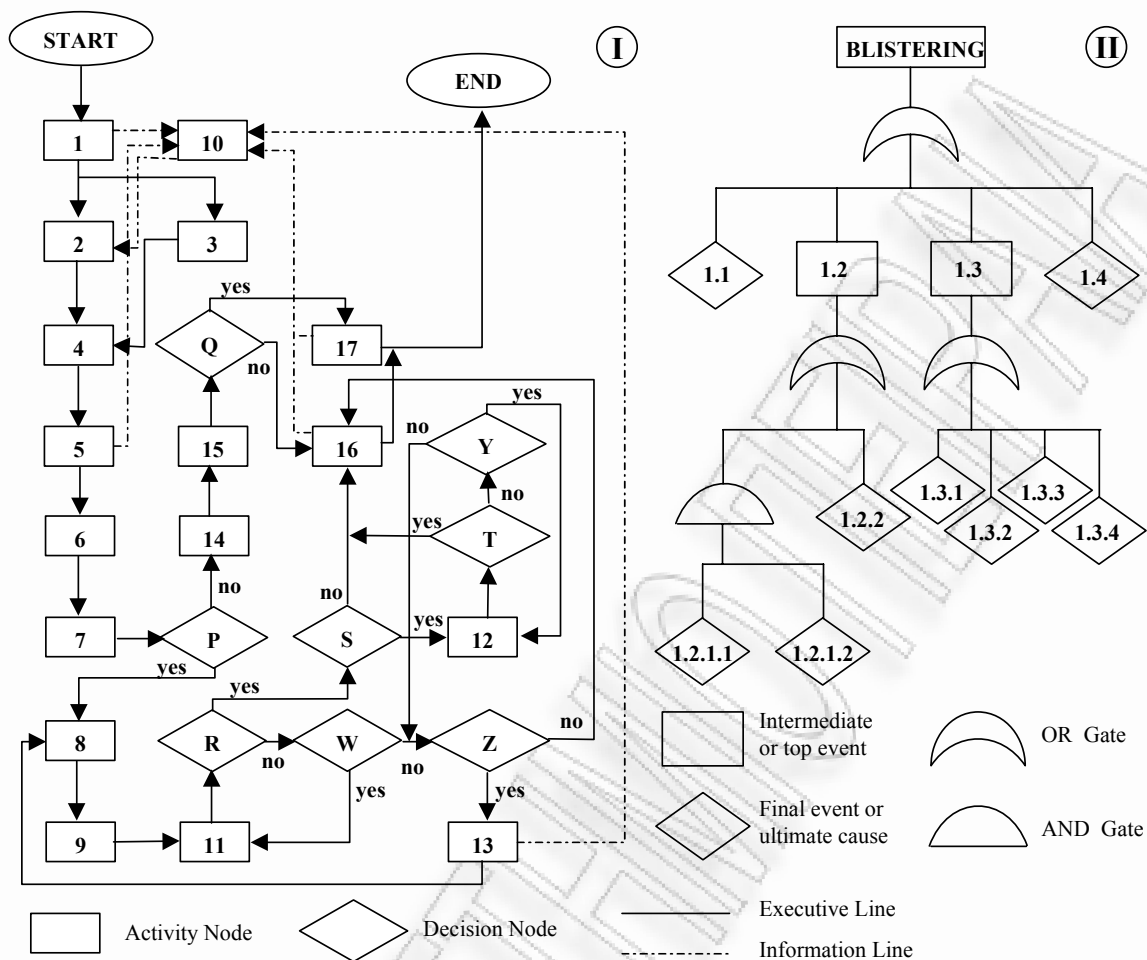 START
I
BLISTERING
II
END
1
10
2
3
1.1
1.2
1.3
1.4
yes
4
Q
17
no
yes
5
15
16
no
Y
1.3.1
1.3.3
no
1.2.2
1.3.2
1.3.4
6
14
yes
T
no
no
yes
7
P
S
12
1.2.1.1
1.2.1.2
yes
yes
Intermediate
or top event
OR Gate
8
R
W
Z
no
no
no
yes
yes
Final event or
ultimate cause
AND Gate
9
11
13
Activity Node
Decision Node
Executive Line
Information Line